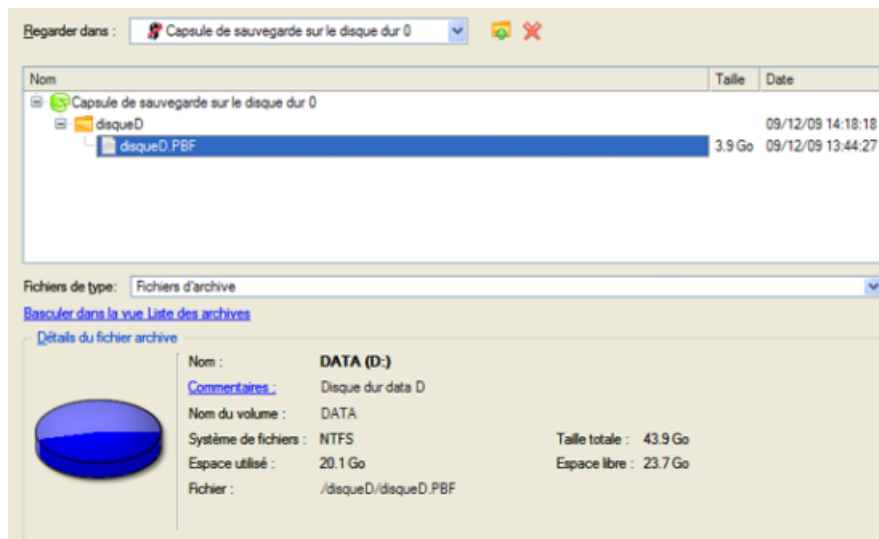 Regarder dans : Capsule de sauvegarde sur le disque dur 0
Nom Taille Date
Capsule de sauvegarde sur le disque dur 0
disqueD 09/12/09 14:18:18
disqueD.PBF 3.9 Go 09/12/09 13:44:27
Fichiers de type: Fichiers d'archive
Basculer dans la vue Liste des archives
Détails du fichier archive
Nom : DATA (D:)
Commentaires : Disque dur data D
Nom du volume : DATA
Système de fichiers : NTFS Taille totale : 43.9 Go
Espace utilisé : 20.1 Go Espace libre : 23.7 Go
Fichier : /disqueD/disqueD.PBF